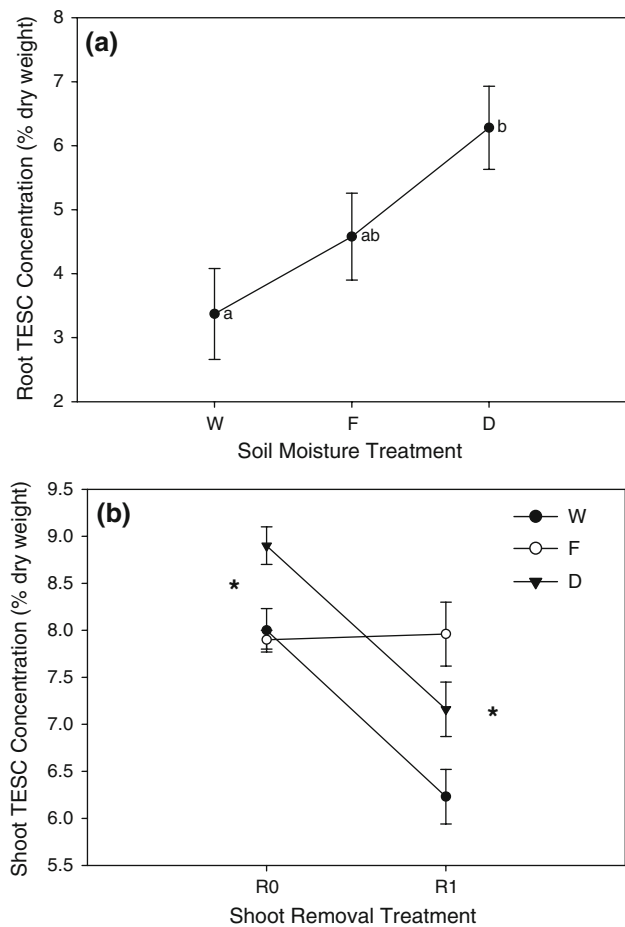 (a)
Root TESC Concentration (% dry weight)
8
7
6
5
4
3
2
a
ab
b
W F D
Soil Moisture Treatment
(b)
Shoot TESC Concentration (% dry weight)
9.5
9.0
8.5
8.0
7.5
7.0
6.5
6.0
5.5
W
F
D
*
*
R0 R1
Shoot Removal Treatment